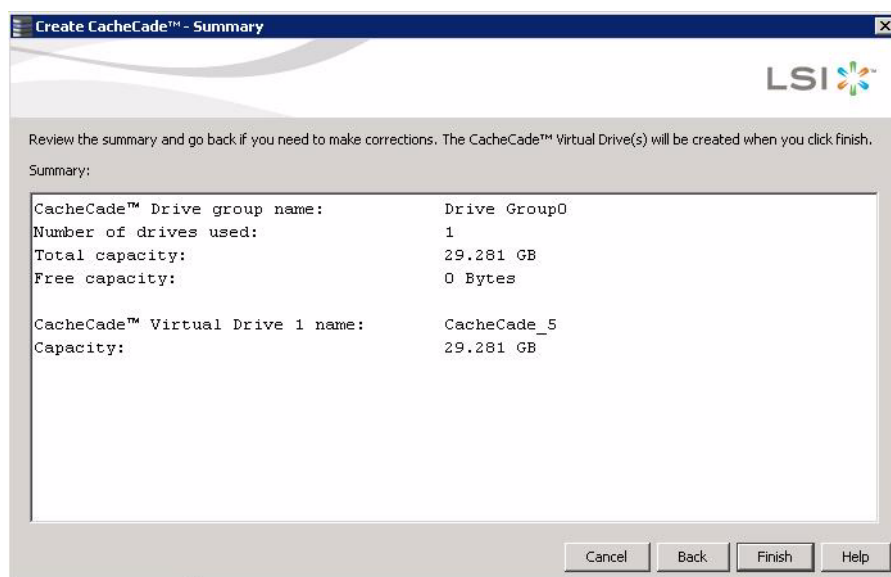 Create CacheCade™ - Summary
LSI
Review the summary and go back if you need to make corrections. The CacheCade™ Virtual Drive(s) will be created when you click finish.
Summary:
CacheCade™ Drive group name: Drive Group0
Number of drives used: 1
Total capacity: 29.281 GB
Free capacity: 0 Bytes
CacheCade™ Virtual Drive 1 name: CacheCade_5
Capacity: 29.281 GB
Cancel Back Finish Help